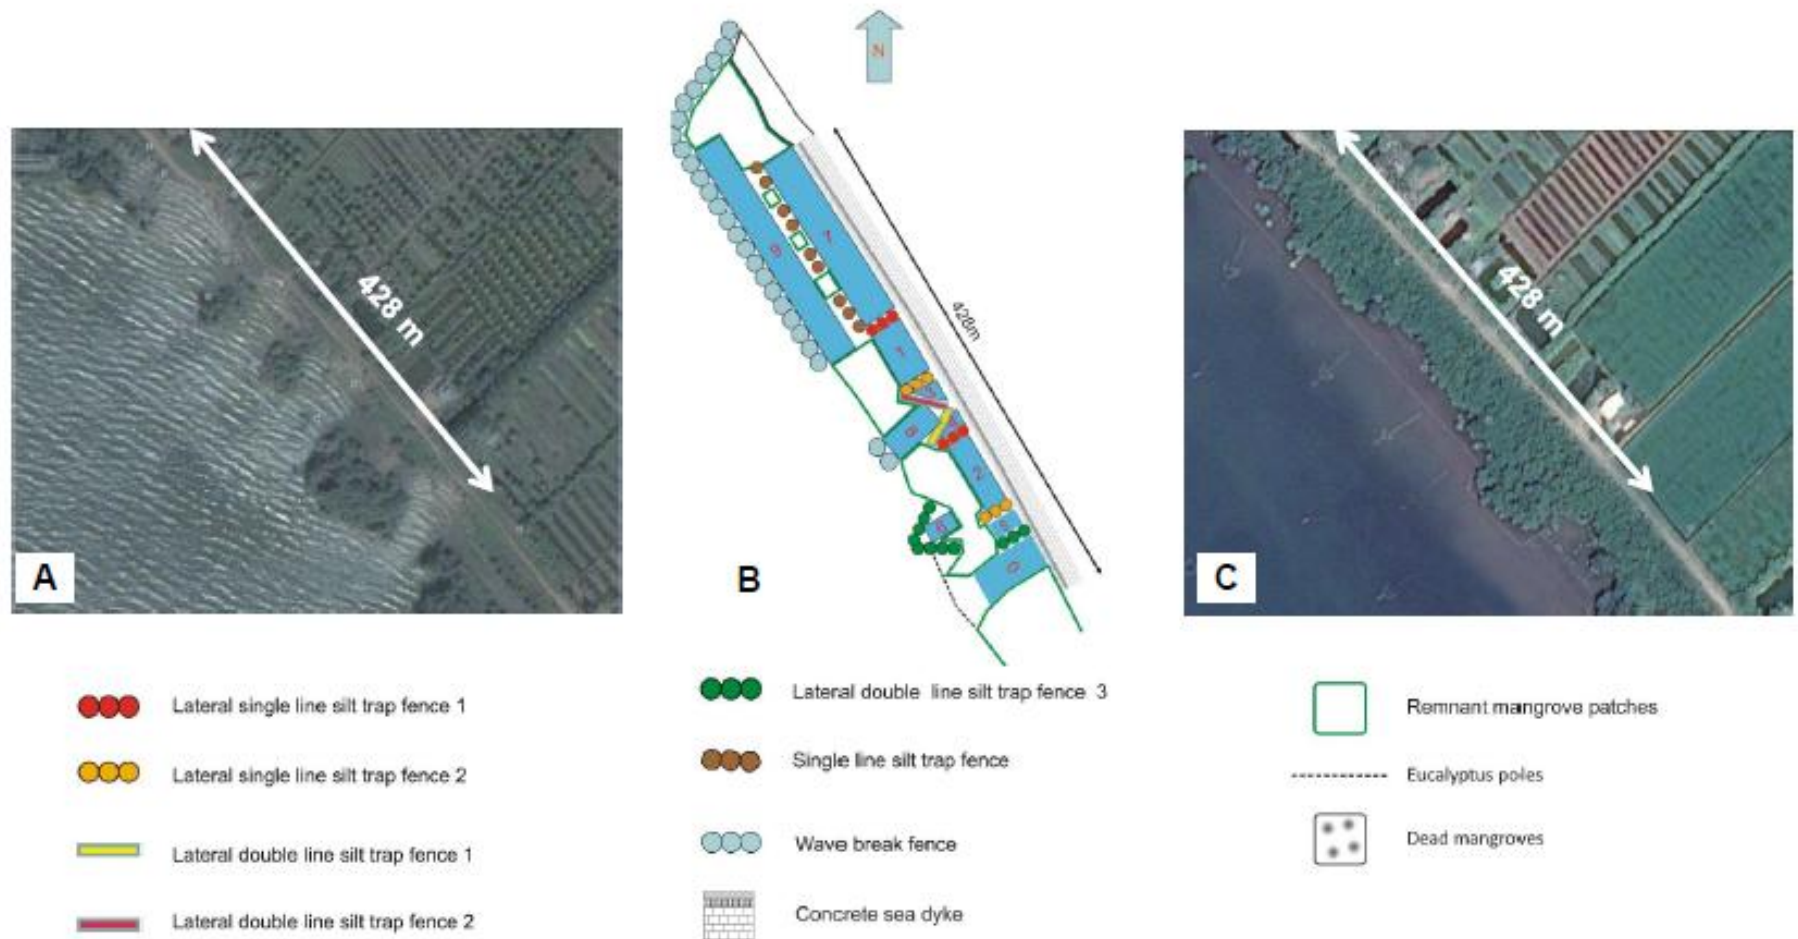 N
428 m
428m
428 m
A
B
C
Lateral single line silt trap fence 1
Lateral single line silt trap fence 2
Lateral double line silt trap fence 1
Lateral double line silt trap fence 2
Lateral double line silt trap fence 3
Single line silt trap fence
Wave break fence
Concrete sea dyke
Remnant mangrove patches
Eucalyptus poles
Dead mangroves